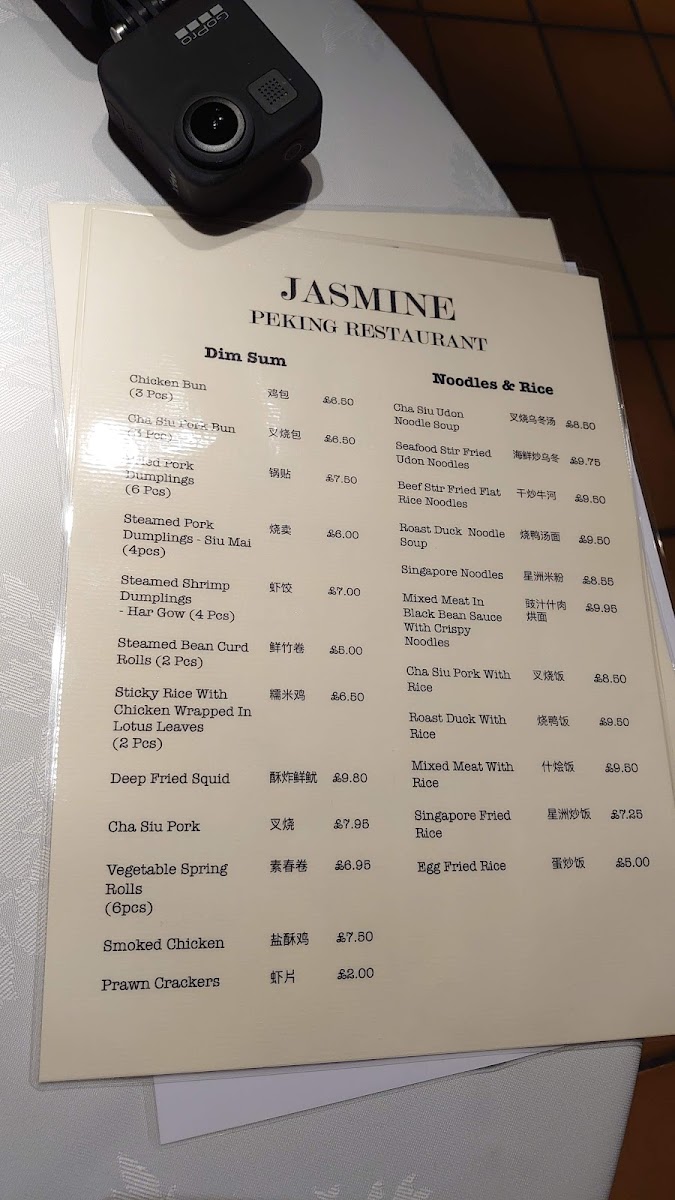 GoPro
JASMINE
PEKING RESTAURANT
Dim Sum
Chicken Bun 鸡包 £6.50
(3 Pcs)
Cha Siu Pork Bun 叉烧包 £6.50
(3 Pcs)
Fried Pork 锅贴 £7.50
Dumplings
(6 Pcs)
Steamed Pork 烧卖 £6.00
Dumplings - Siu Mai
(4pcs)
Steamed Shrimp 虾饺 £7.00
Dumplings
- Har Gow (4 Pcs)
Steamed Bean Curd 鲜竹卷 £5.00
Rolls (2 Pcs)
Sticky Rice With 糯米鸡 £6.50
Chicken Wrapped In
Lotus Leaves
(2 Pcs)
Deep Fried Squid 酥炸鲜鱿 £9.80
Cha Siu Pork 叉烧 £7.95
Vegetable Spring 素春卷 £6.95
Rolls
(6pcs)
Smoked Chicken 盐酥鸡 £7.50
Prawn Crackers 虾片 £2.00
Noodles & Rice
Cha Siu Udon 叉烧乌冬汤 £8.50
Noodle Soup
Seafood Stir Fried 海鲜炒乌冬 £9.75
Udon Noodles
Beef Stir Fried Flat 干炒牛河 £9.50
Rice Noodles
Roast Duck Noodle 烧鸭汤面 £9.50
Soup
Singapore Noodles 星洲米粉 £8.55
Mixed Meat In 豉汁什肉 £9.95
Black Bean Sauce 烘面
With Crispy
Noodles
Cha Siu Pork With 叉烧饭 £8.50
Rice
Roast Duck With 烧鸭饭 £9.50
Rice
Mixed Meat With 什烩饭 £9.50
Rice
Singapore Fried 星洲炒饭 £7.25
Rice
Egg Fried Rice 蛋炒饭 £5.00